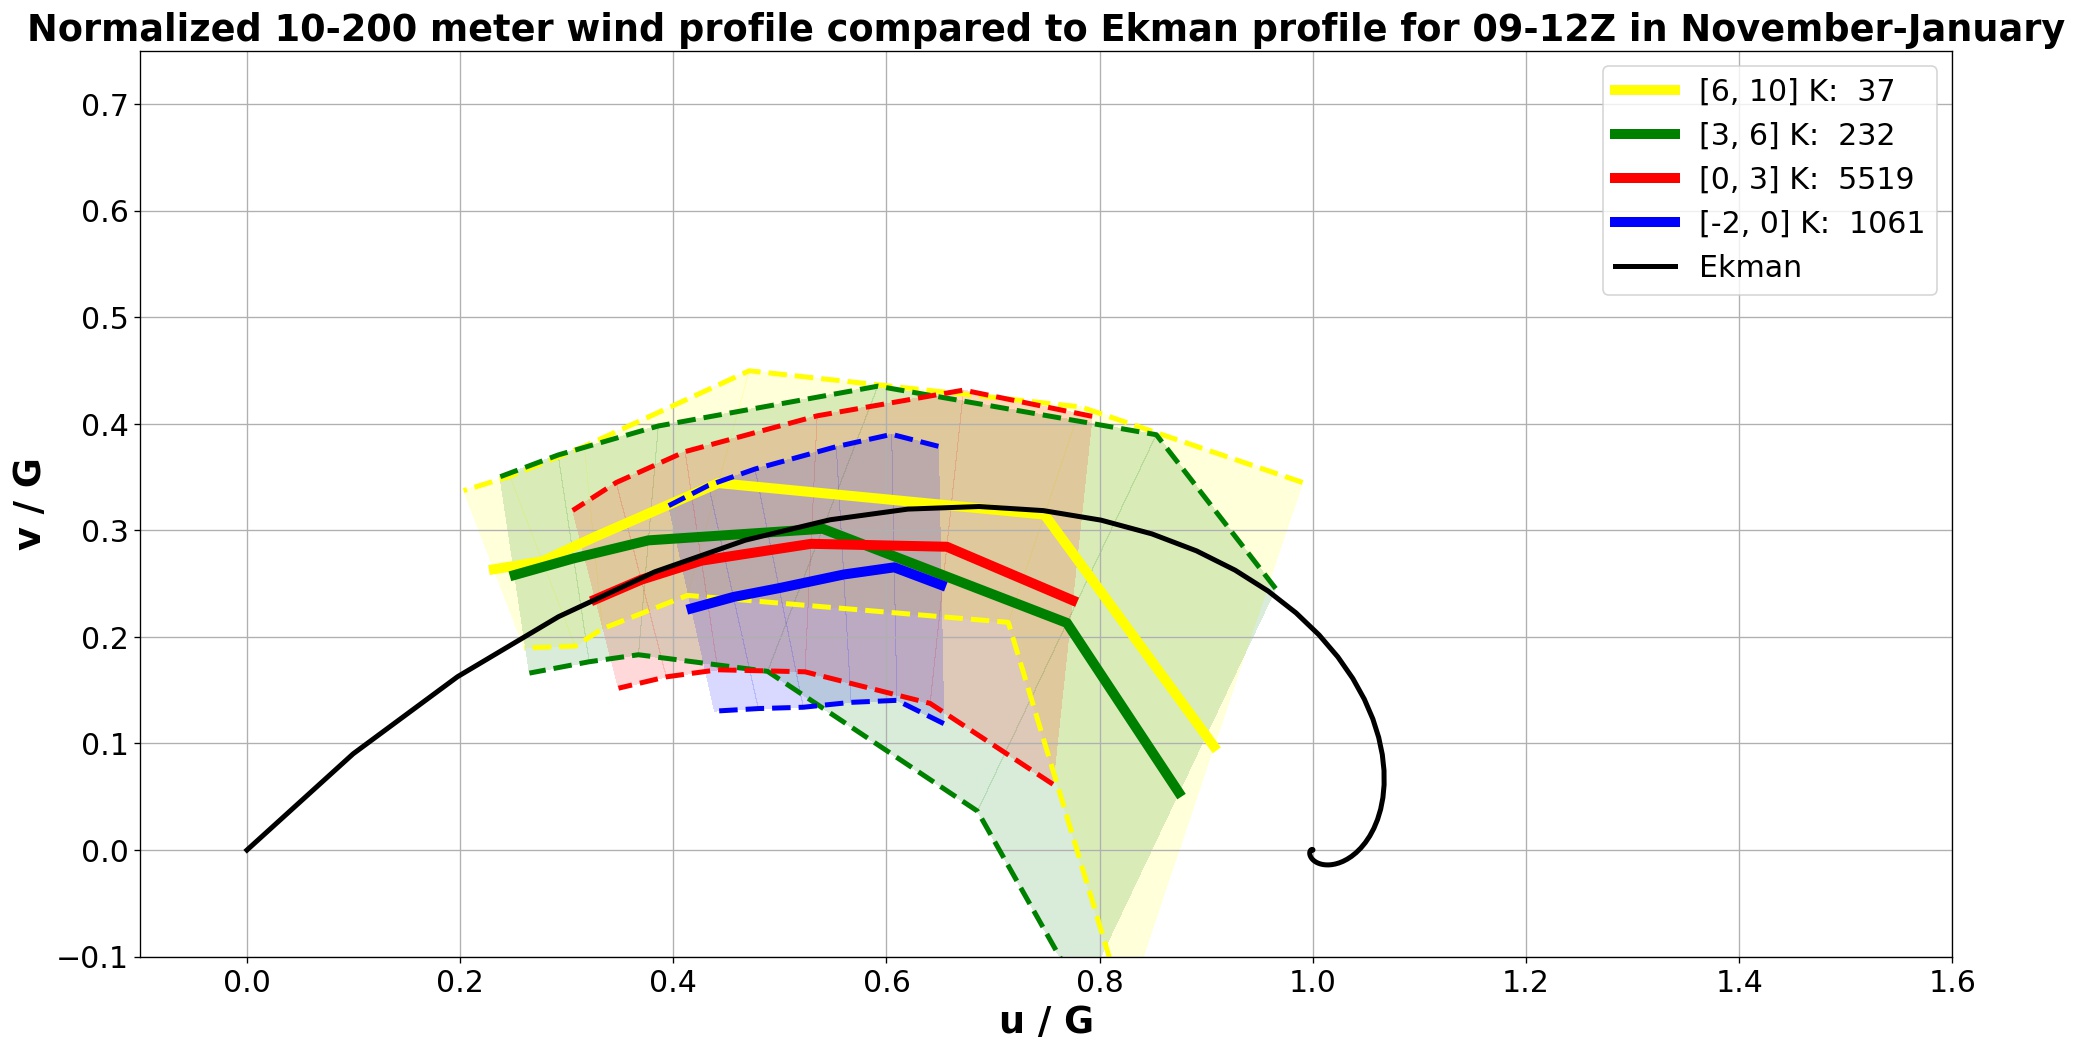 Normalized 10-200 meter wind profile compared to Ekman profile for 09-12Z in November-January
[6, 10] K:  37
[3, 6] K:  232
[0, 3] K:  5519
[-2, 0] K:  1061
Ekman
0.7
0.6
0.5
0.4
0.3
0.2
0.1
0.0
−0.1
v / G
0.0 0.2 0.4 0.6 0.8 1.0 1.2 1.4 1.6
u / G